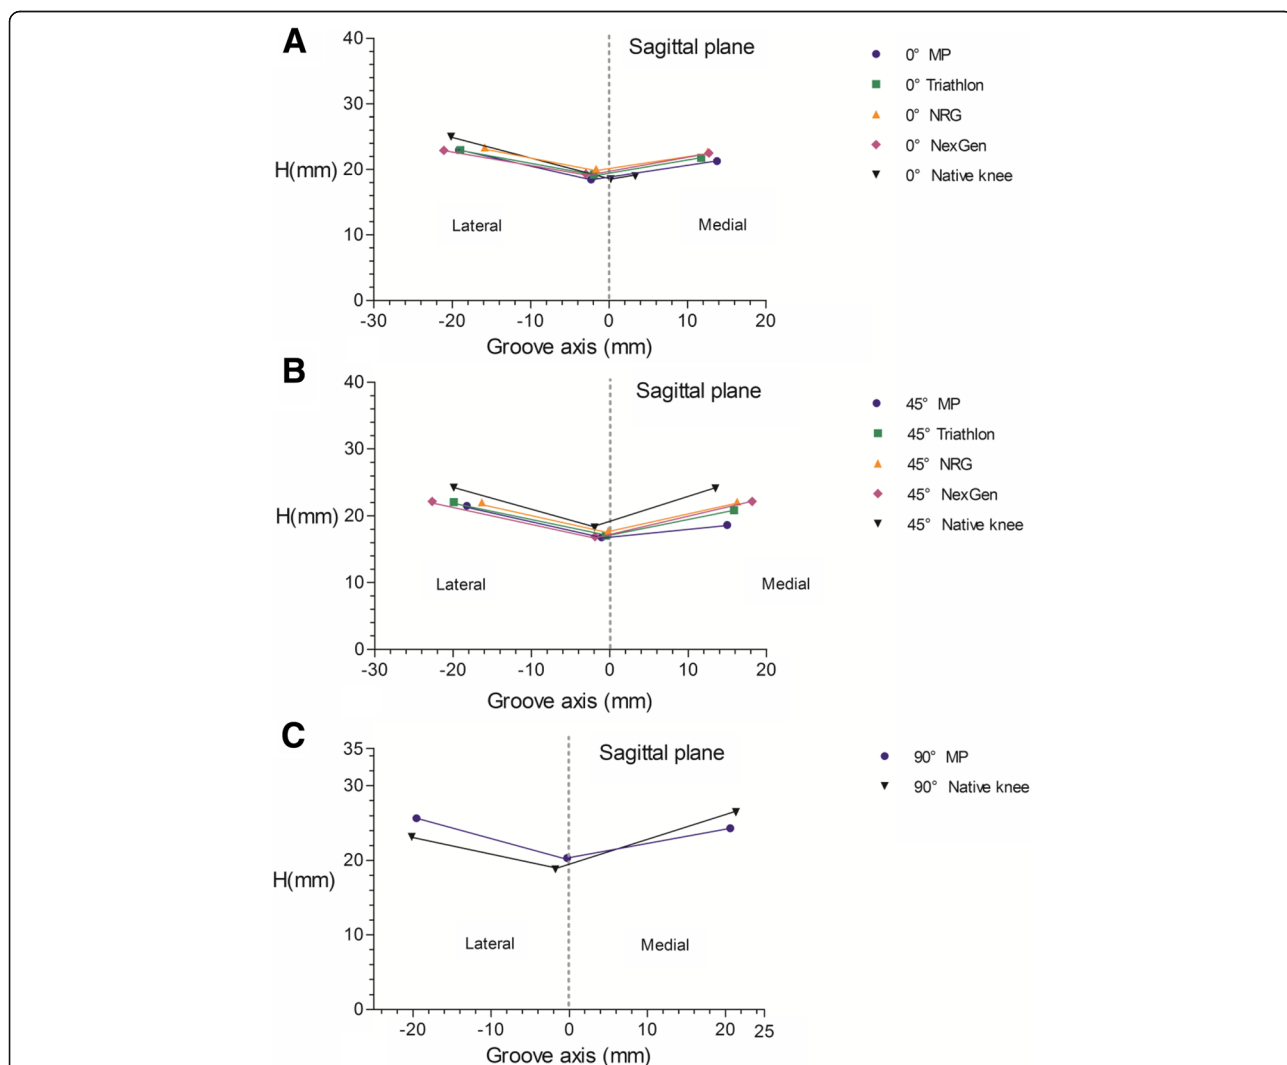 A
Sagittal plane
40
30
H(mm)
20
10
0
Lateral
Medial
-30 -20 -10 0 10 20
Groove axis (mm)
0° MP
0° Triathlon
0° NRG
0° NexGen
0° Native knee
B
Sagittal plane
40
30
H(mm)
20
10
0
Lateral
Medial
-30 -20 -10 0 10 20
Groove axis (mm)
45° MP
45° Triathlon
45° NRG
45° NexGen
45° Native knee
C
Sagittal plane
35
30
20
H(mm)
10
0
Lateral
Medial
-20 -10 0 10 20 25
Groove axis (mm)
90° MP
90° Native knee